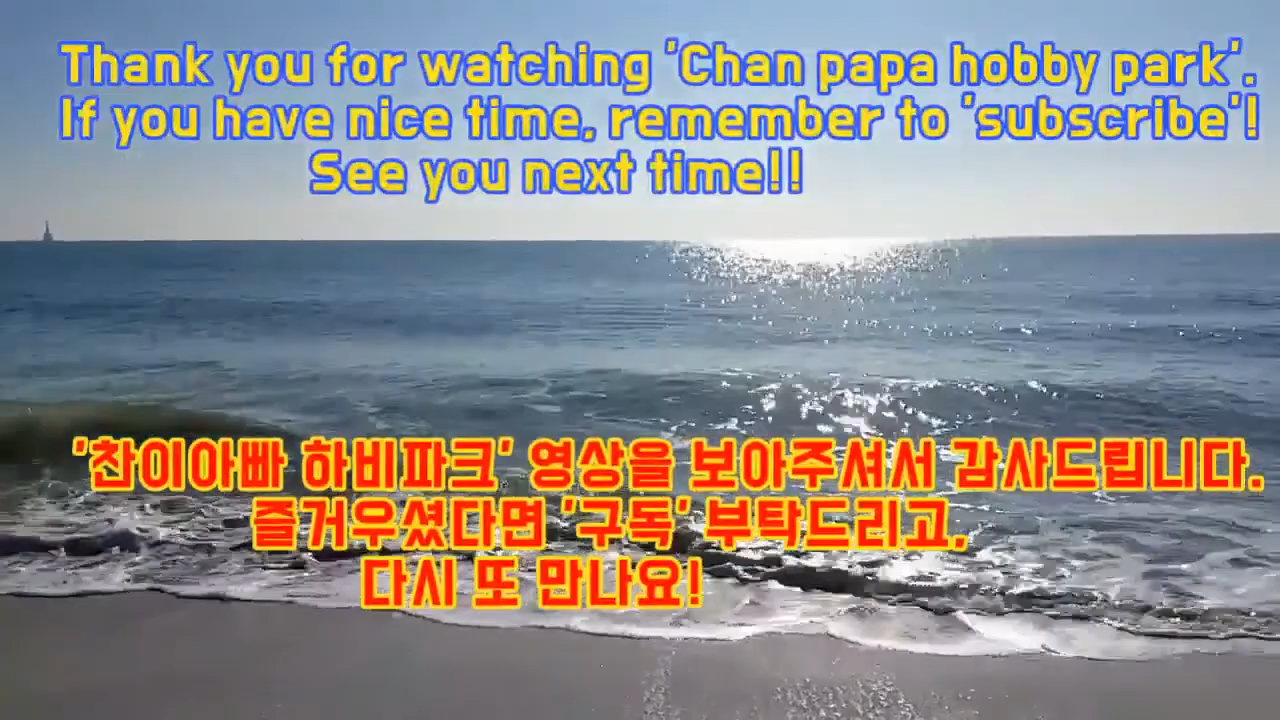 Thank you for watching 'Chan papa hobby park'.
If you have nice time, remember to 'subscribe'!
See you next time!!
'찬이아빠 하비파크' 영상을 보아주셔서 감사드립니다.
즐거우셨다면 '구독' 부탁드리고,
다시 또 만나요!